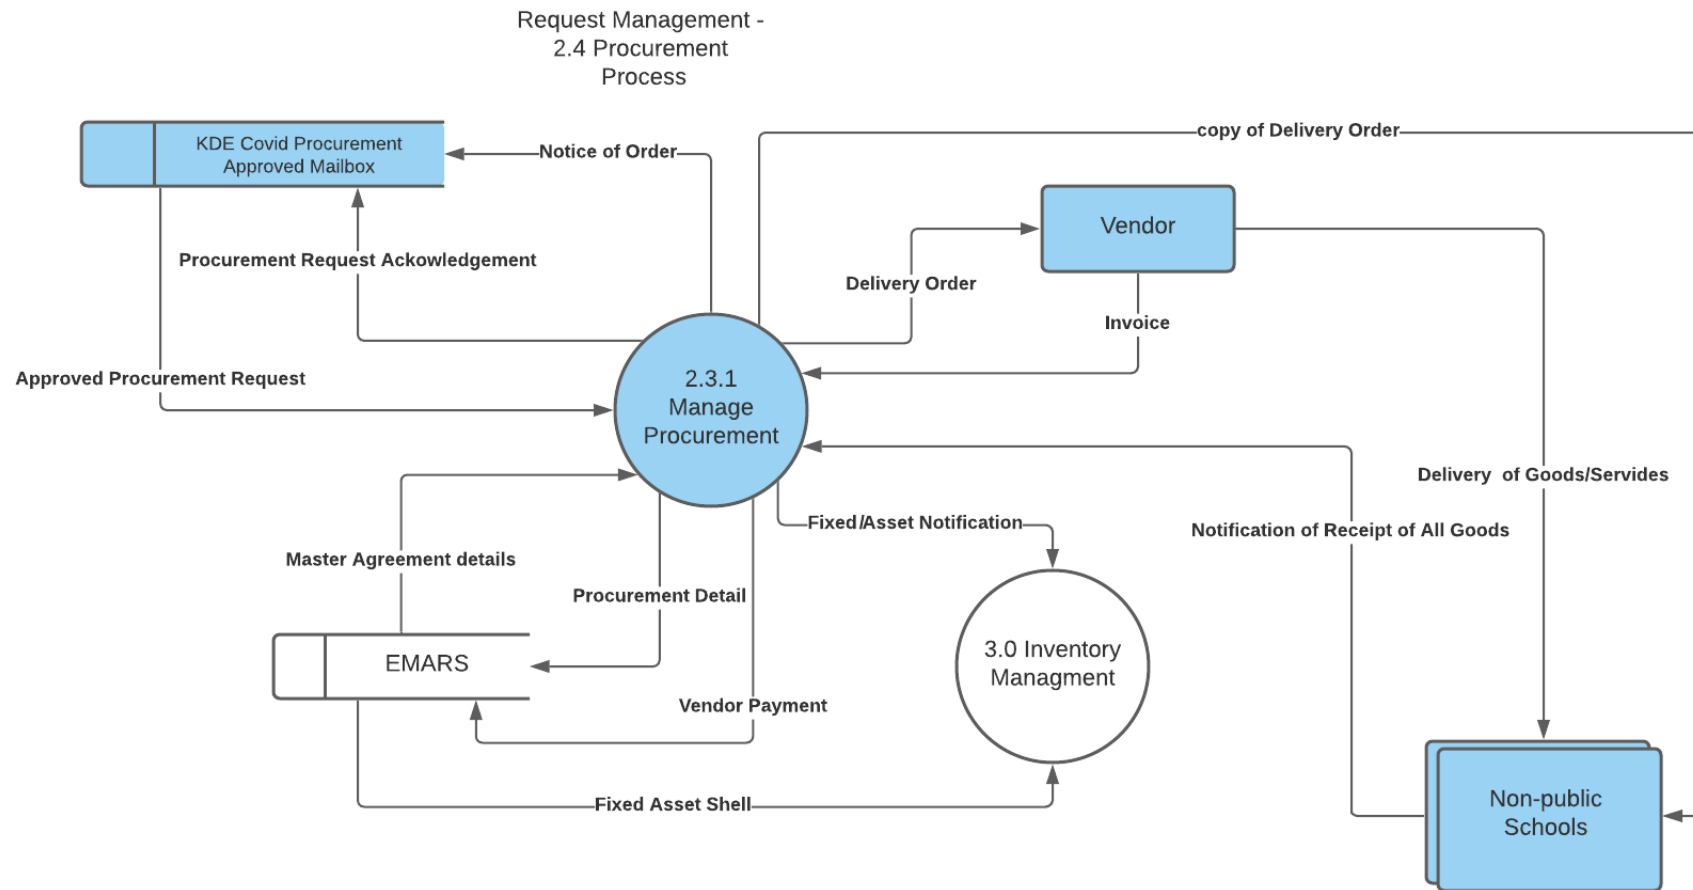 Request Management -
2.4 Procurement
Process
copy of Delivery Order
KDE Covid Procurement
Approved Mailbox
Notice of Order
Vendor
Procurement Request Ackowledgement
Delivery Order
Invoice
Approved Procurement Request
2.3.1
Manage
Procurement
Delivery of Goods/Servides
Fixed/Asset Notification
Notification of Receipt of All Goods
Master Agreement details
Procurement Detail
EMARS
3.0 Inventory
Managment
Vendor Payment
Fixed Asset Shell
Non-public
Schools